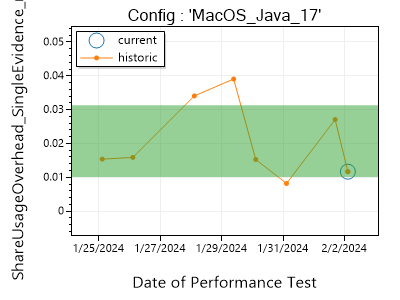 Config : 'MacOS_Java_17'
current
historic
0.05
0.04
0.03
0.02
0.01
0
ShareUsageOverhead_SingleEvidence_
1/25/2024
1/27/2024
1/29/2024
1/31/2024
2/2/2024
Date of Performance Test